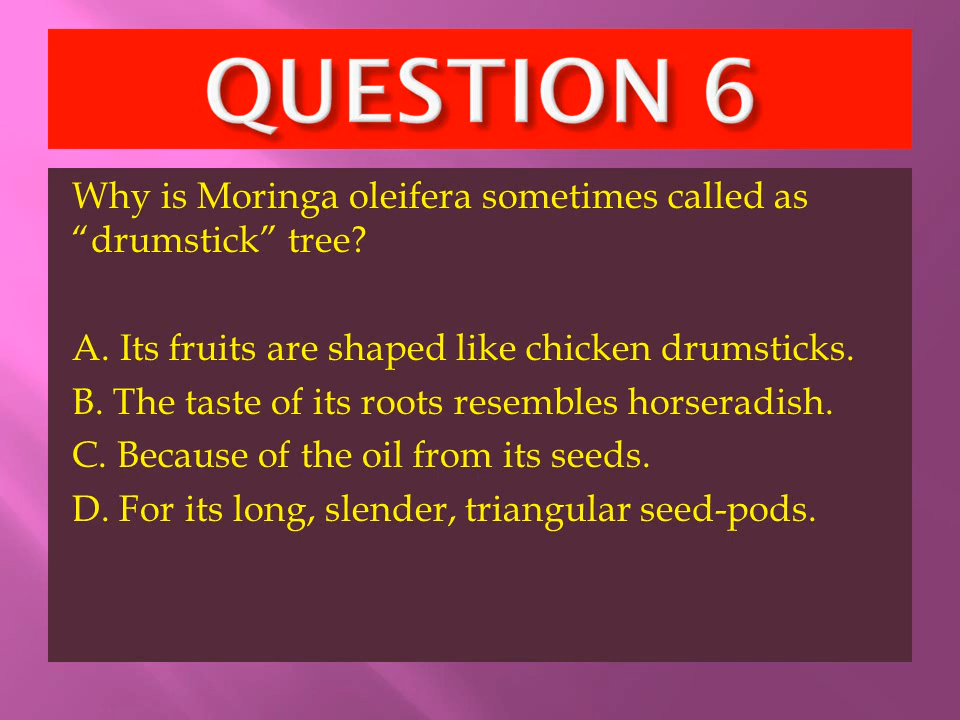 QUESTION 6
Why is Moringa oleifera sometimes called as
“drumstick” tree?
A. Its fruits are shaped like chicken drumsticks.
B. The taste of its roots resembles horseradish.
C. Because of the oil from its seeds.
D. For its long, slender, triangular seed-pods.